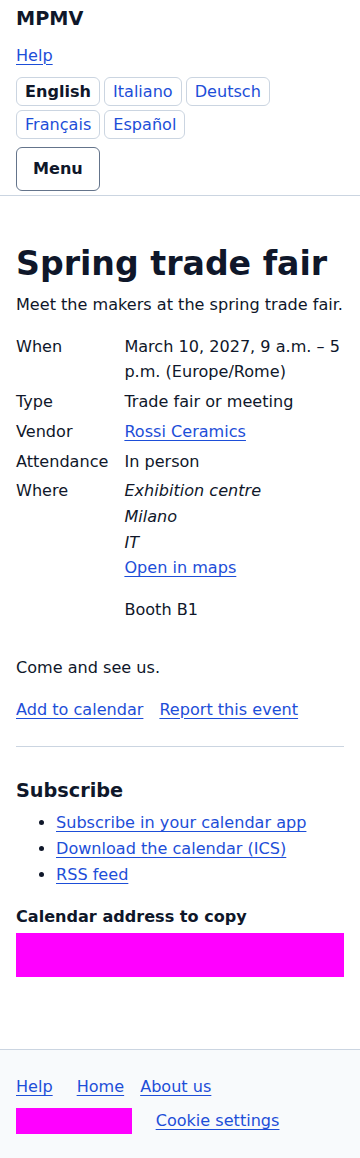 MPMV
Help
English Italiano Deutsch
Français Español
Menu
Spring trade fair
Meet the makers at the spring trade fair.
When March 10, 2027, 9 a.m. – 5
p.m. (Europe/Rome)
Type Trade fair or meeting
Vendor Rossi Ceramics
Attendance In person
Where Exhibition centre
Milano
IT
Open in maps
Booth B1
Come and see us.
Add to calendar Report this event
Subscribe
Subscribe in your calendar app
Download the calendar (ICS)
RSS feed
Calendar address to copy
Help Home About us
Cookie settings